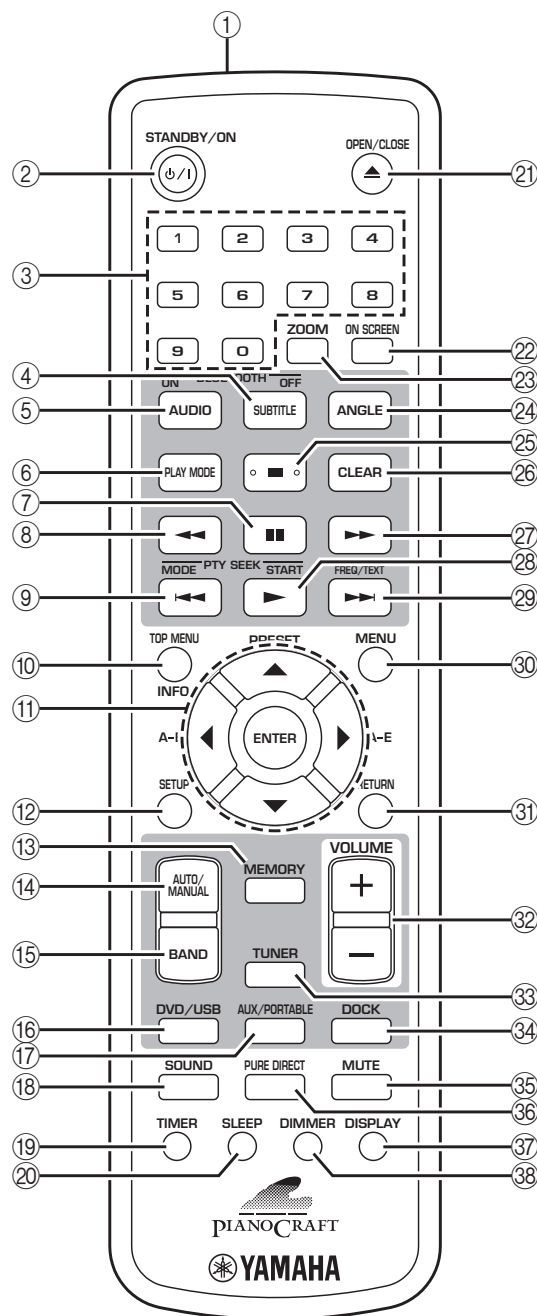 ①
STANDBY/ON
OPEN/CLOSE
②
㉑
1 2 3 4
③
5 6 7 8
9 0
ZOOM
ON SCREEN
㉒
㉓
④
ON
OFF
⑤
AUDIO
SUBTITLE
ANGLE
㉔
㉕
⑥
PLAY MODE
CLEAR
㉖
⑦
⑧
㉗
MODE PTY SEEK START
FREQ/TEXT
㉘
⑨
㉙
TOP MENU
PRESET
MENU
⑩
㉚
INFO
⑪
ENTER
A-E
SETUP
RETURN
⑫
㉛
⑬
MEMORY
VOLUME
⑭
AUTO/
MANUAL
+
㉜
⑮
BAND
–
TUNER
㉝
⑯
DVD/USB
AUX/PORTABLE
DOCK
㉞
⑰
SOUND
PURE DIRECT
MUTE
⑱
㉟
㊱
TIMER
SLEEP
DIMMER
DISPLAY
⑲
㊲
⑳
㊳
PIANOCRAFT
YAMAHA